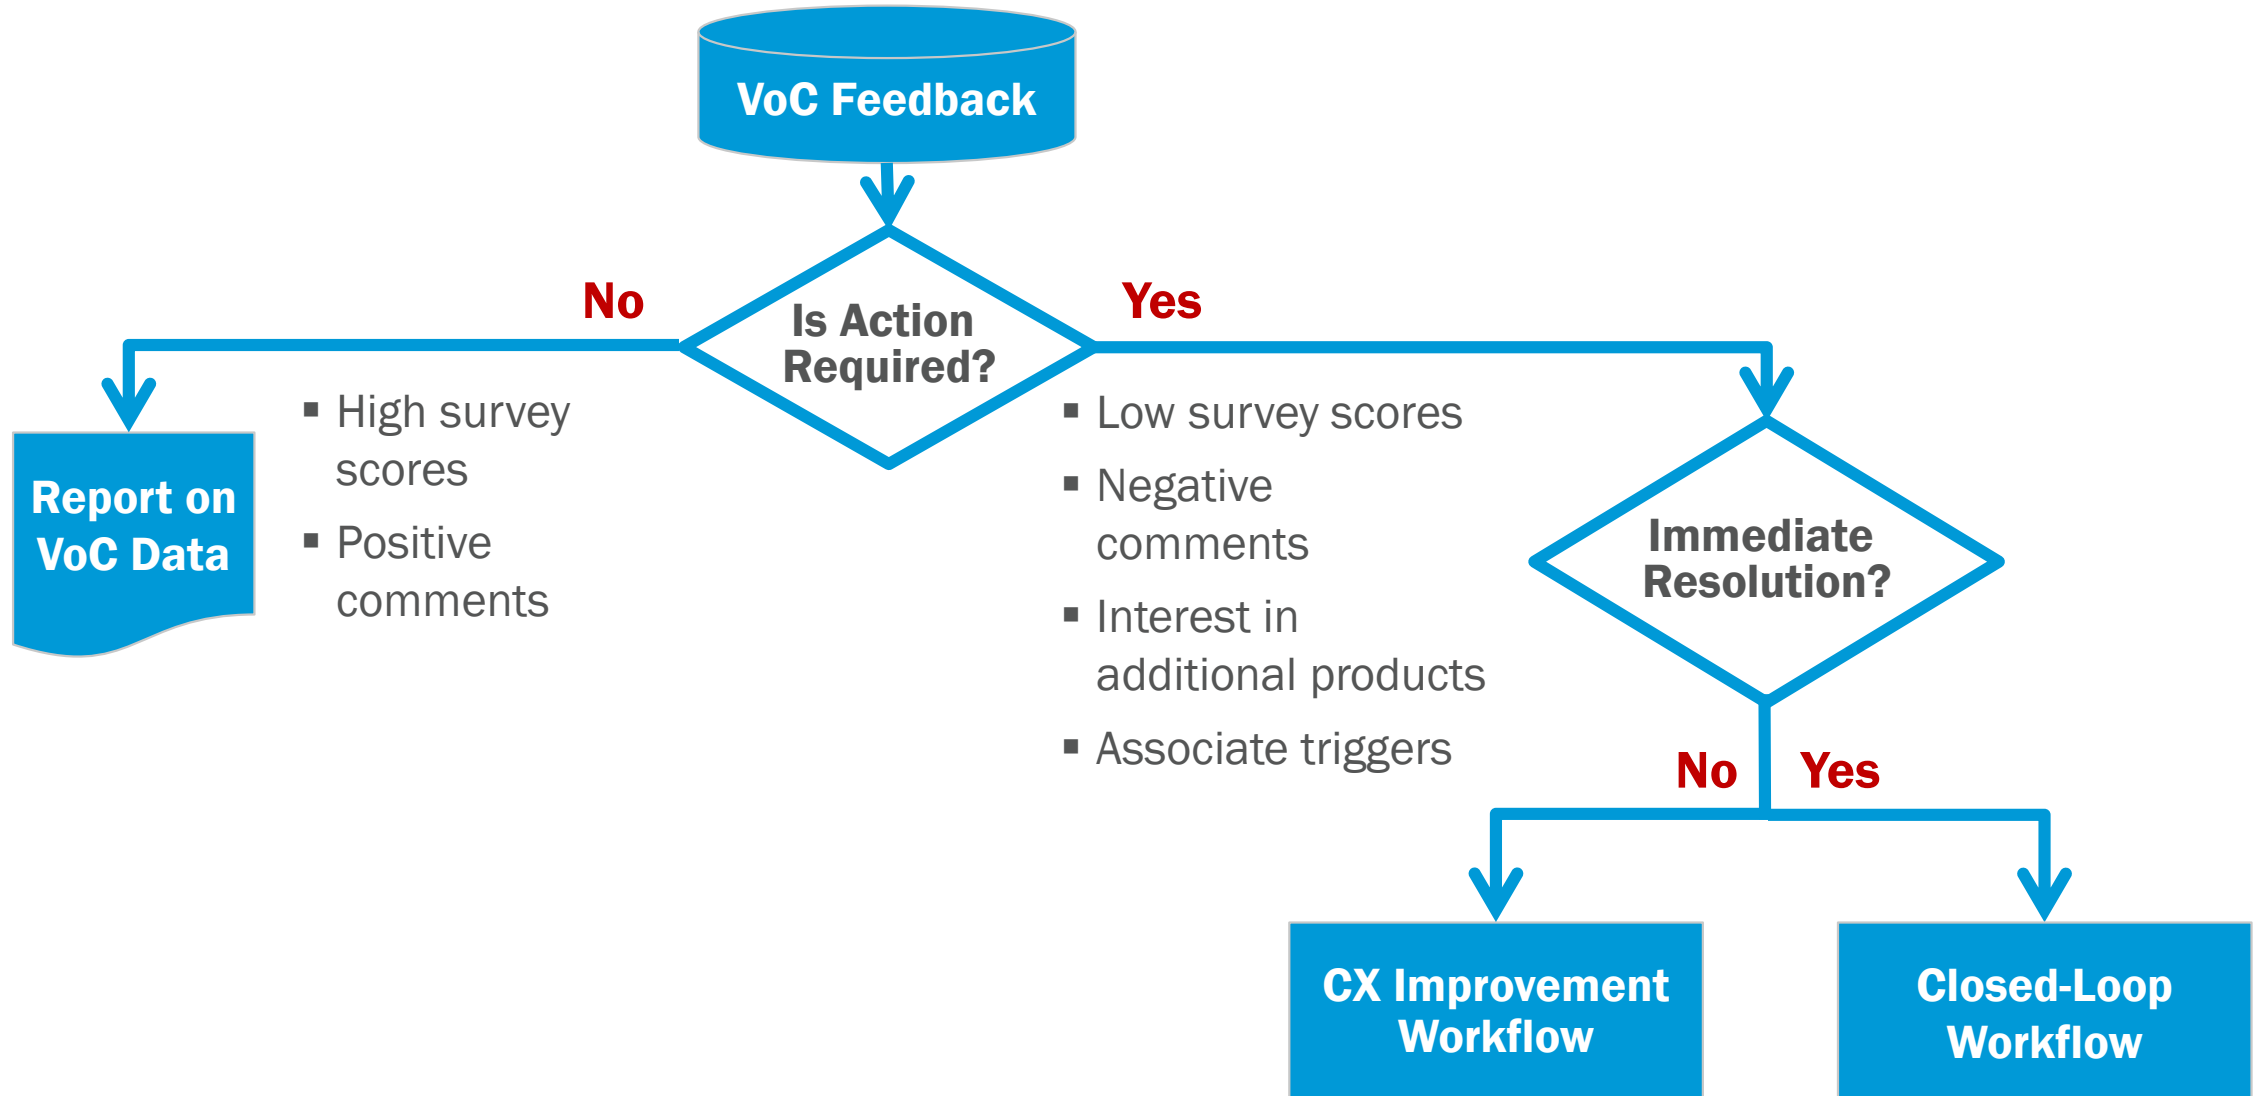 VoC Feedback
No
Yes
Is Action
Required?
▪ High survey
scores
▪ Positive
comments
▪ Low survey scores
▪ Negative
comments
▪ Interest in
additional products
▪ Associate triggers
Report on
VoC Data
Immediate
Resolution?
No
Yes
CX Improvement
Workflow
Closed-Loop
Workflow